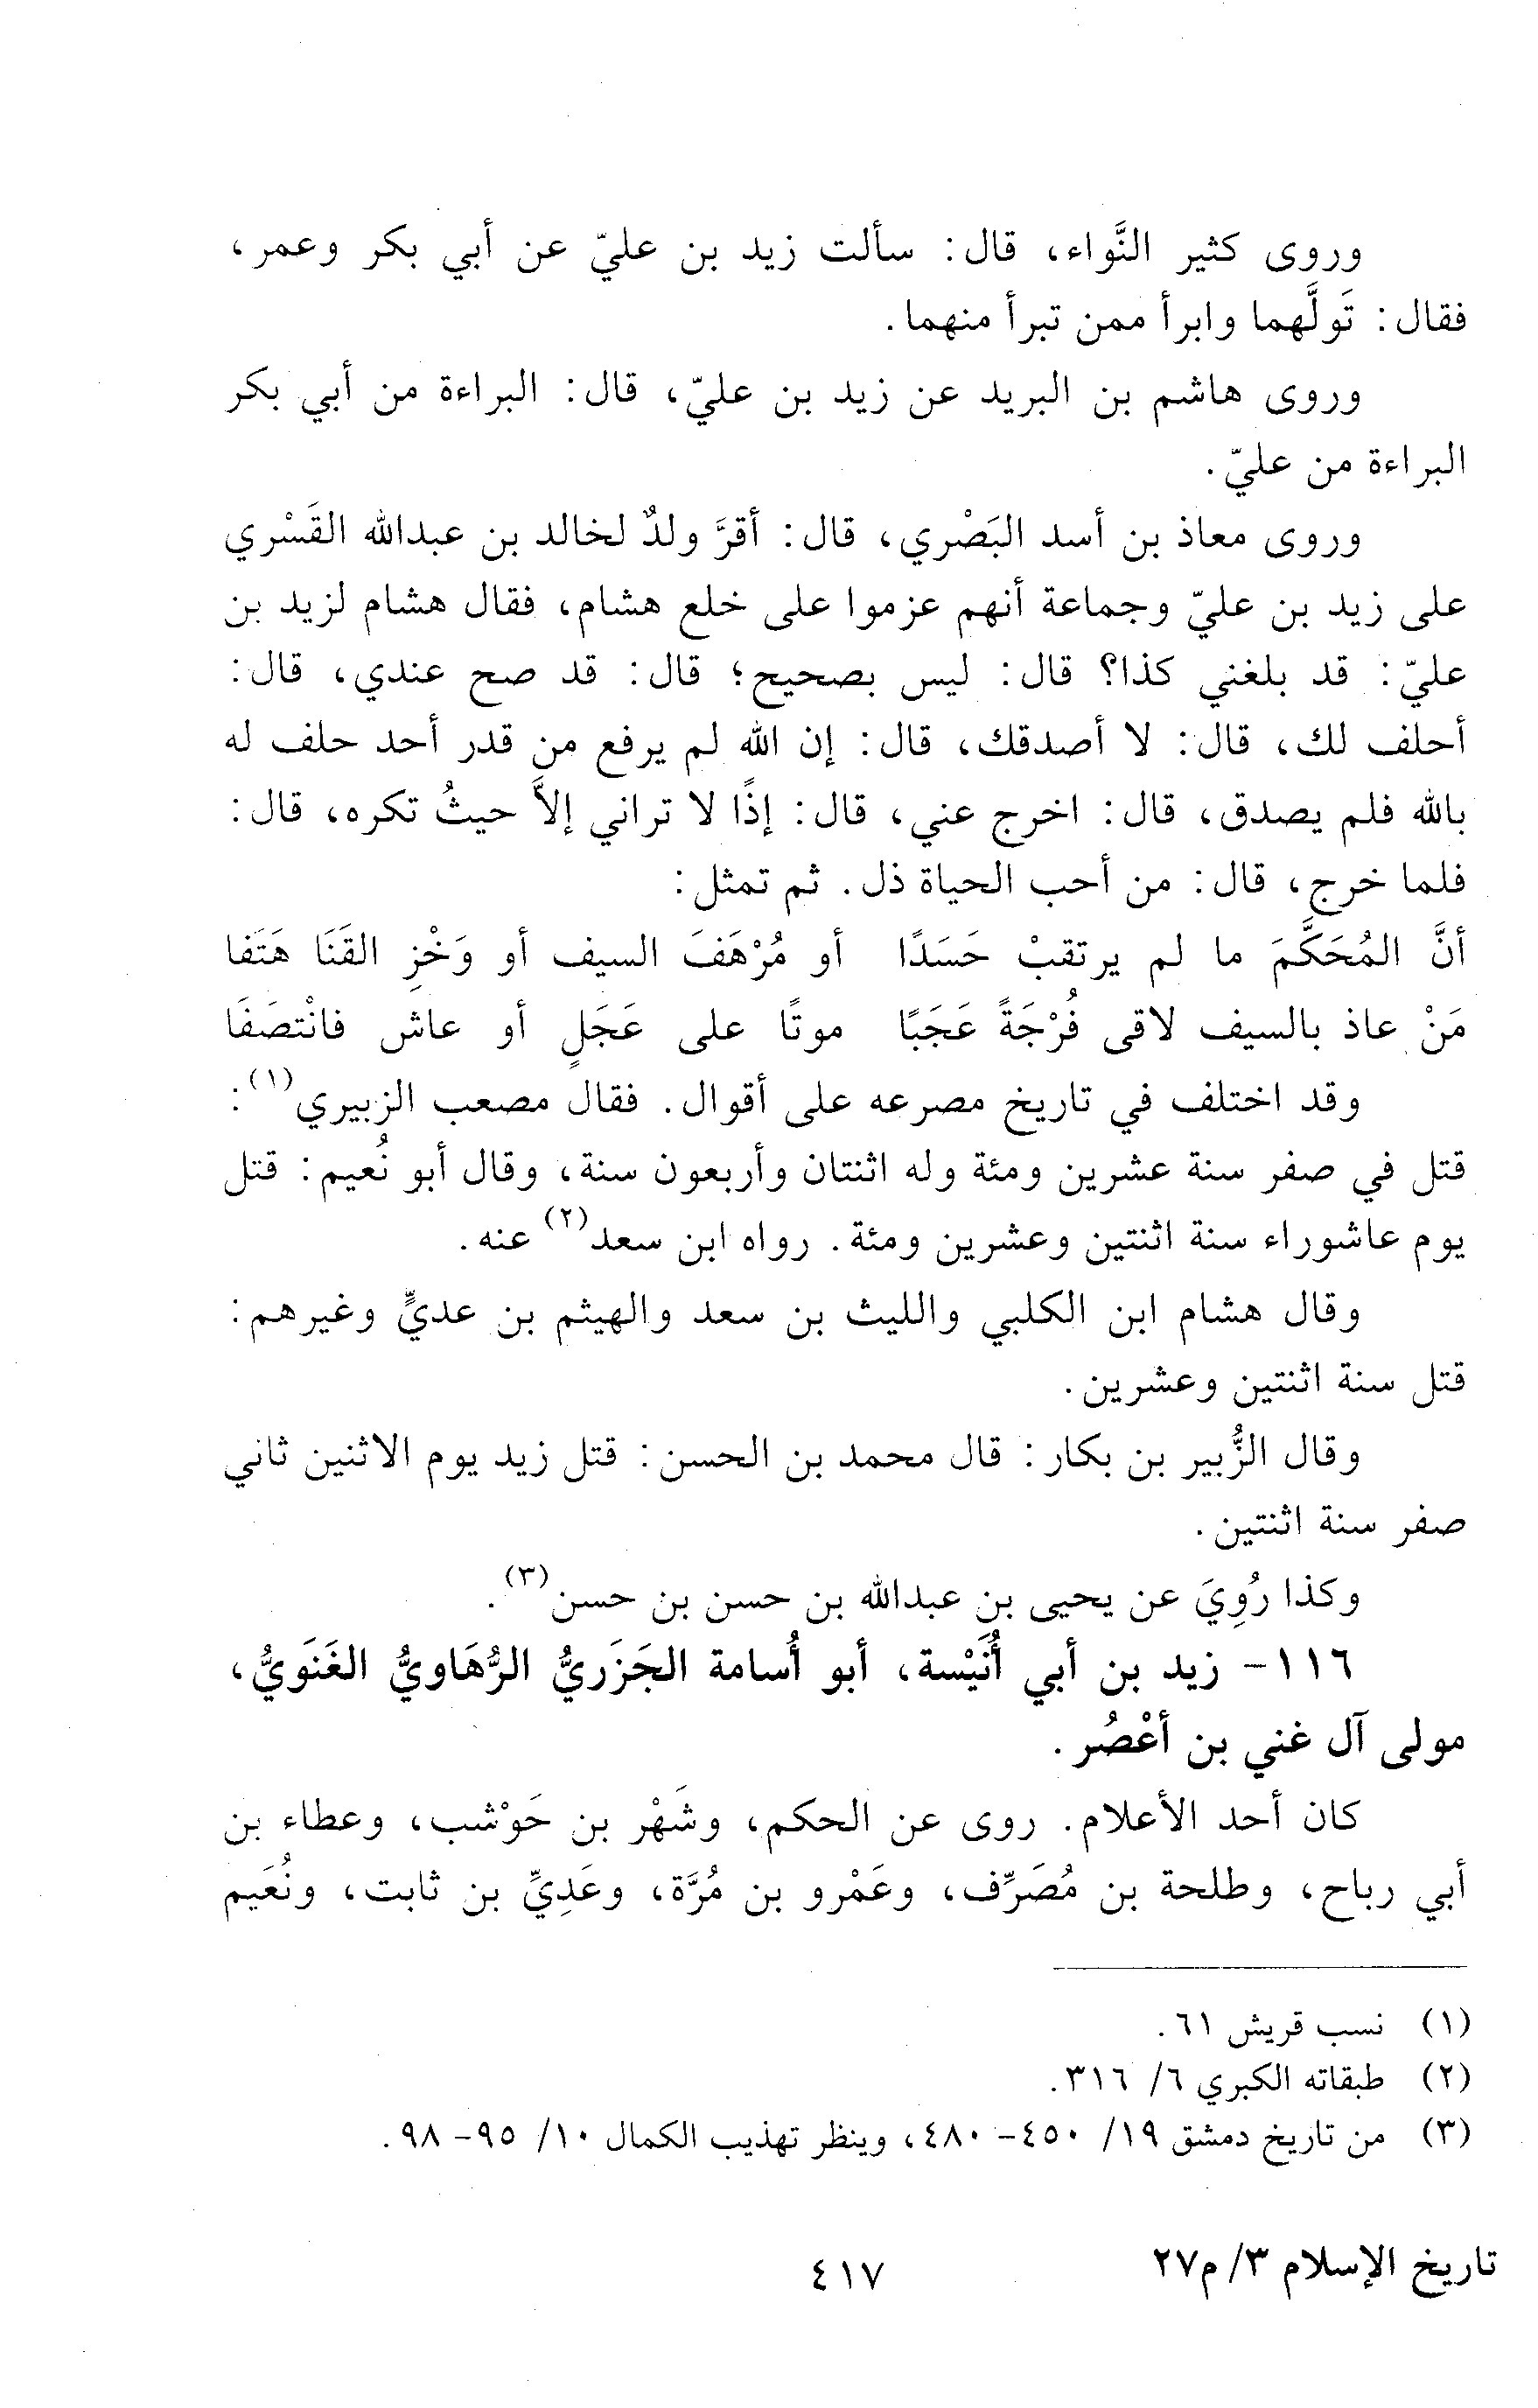 وروى كثير النَّواء، قال: سألت زيد بن عليّ عن أبي بكر وعمر،
فقال: تَولَّهما وابرأ ممن تبرأ منهما.
وروى هاشم بن البريد عن زيد بن عليّ، قال: البراءة من أبي بكر
البراءة من عليّ.
وروى معاذ بن أسد البَصْري، قال: أقرَّ ولدٌ لخالد بن عبدالله القَسْري
على زيد بن عليّ وجماعة أنهم عزموا على خلع هشام، فقال هشام لزيد بن
عليّ: قد بلغني كذا؟ قال: ليس بصحيح؛ قال: قد صح عندي، قال:
أحلف لك، قال: لا أصدقك، قال: إن الله لم يرفع من قدر أحد حلف له
بالله فلم يصدق، قال: اخرج عني، قال: إذًا لا تراني إلاَّ حيثُ تكره، قال:
فلما خرج، قال: من أحب الحياة ذل. ثم تمثل:
أنَّ المُحَكَّمَ ما لم يرتقبْ حَسَدًا أو مُرْهَفَ السيف أو وَخْزِ القَنَا هَتَفا
مَنْ عاذ بالسيف لاقى فُرْجَةً عَجَبًا موتًا على عَجَلٍ أو عاش فانْتصَفَا
وقد اختلف في تاريخ مصرعه على أقوال. فقال مصعب الزبيري(١):
قتل في صفر سنة عشرين ومئة وله اثنتان وأربعون سنة، وقال أبو نُعيم: قتل
يوم عاشوراء سنة اثنتين وعشرين ومئة. رواه ابن سعد(٢) عنه.
وقال هشام ابن الكلبي والليث بن سعد والهيثم بن عديٍّ وغيرهم:
قتل سنة اثنتين وعشرين.
وقال الزُّبير بن بكار: قال محمد بن الحسن: قتل زيد يوم الاثنين ثاني
صفر سنة اثنتين.
وكذا رُوِيَ عن يحيى بن عبدالله بن حسن بن حسن(٣).
١١٦- زيد بن أبي أُنَيْسة، أبو أُسامة الجَزَريُّ الرُّهَاويُّ الغَنَويُّ،
مولى آل غني بن أعْصُر.
كان أحد الأعلام. روى عن الحكم، وشَهْر بن حَوْشب، وعطاء بن
أبي رباح، وطلحة بن مُصَرِّف، وعَمْرو بن مُرَّة، وعَدِيِّ بن ثابت، ونُعَيم
(١) نسب قريش ٦١.
(٢) طبقاته الكبري ٦/ ٣١٦.
(٣) من تاريخ دمشق ١٩/ ٤٥٠- ٤٨٠، وينظر تهذيب الكمال ١٠/ ٩٥- ٩٨.
تاريخ الإسلام ٣/ م٢٧
٤١٧